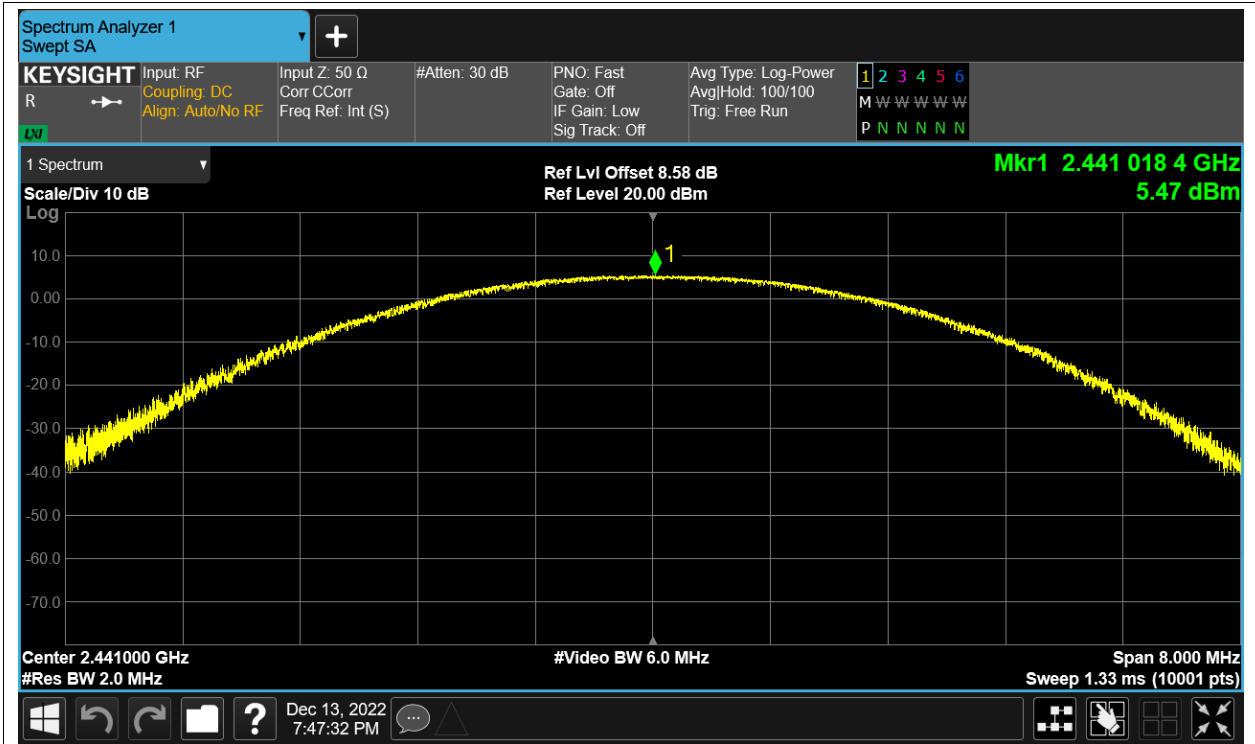 Spectrum Analyzer 1
Swept SA
KEYSIGHT
R
LXI
Input: RF
Coupling: DC
Align: Auto/No RF
Input Z: 50 Ω
Corr CCorr
Freq Ref: Int (S)
#Atten: 30 dB
PNO: Fast
Gate: Off
IF Gain: Low
Sig Track: Off
Avg Type: Log-Power
Avg|Hold: 100/100
Trig: Free Run
1 2 3 4 5 6
M W W W W W
P N N N N N
1 Spectrum
Scale/Div 10 dB
Ref Lvl Offset 8.58 dB
Ref Level 20.00 dBm
Mkr1 2.441 018 4 GHz
5.47 dBm
Log
1
10.0
0.00
-10.0
-20.0
-30.0
-40.0
-50.0
-60.0
-70.0
Center 2.441000 GHz
#Video BW 6.0 MHz
Span 8.000 MHz
#Res BW 2.0 MHz
Sweep 1.33 ms (10001 pts)
?
Dec 13, 2022
7:47:32 PM